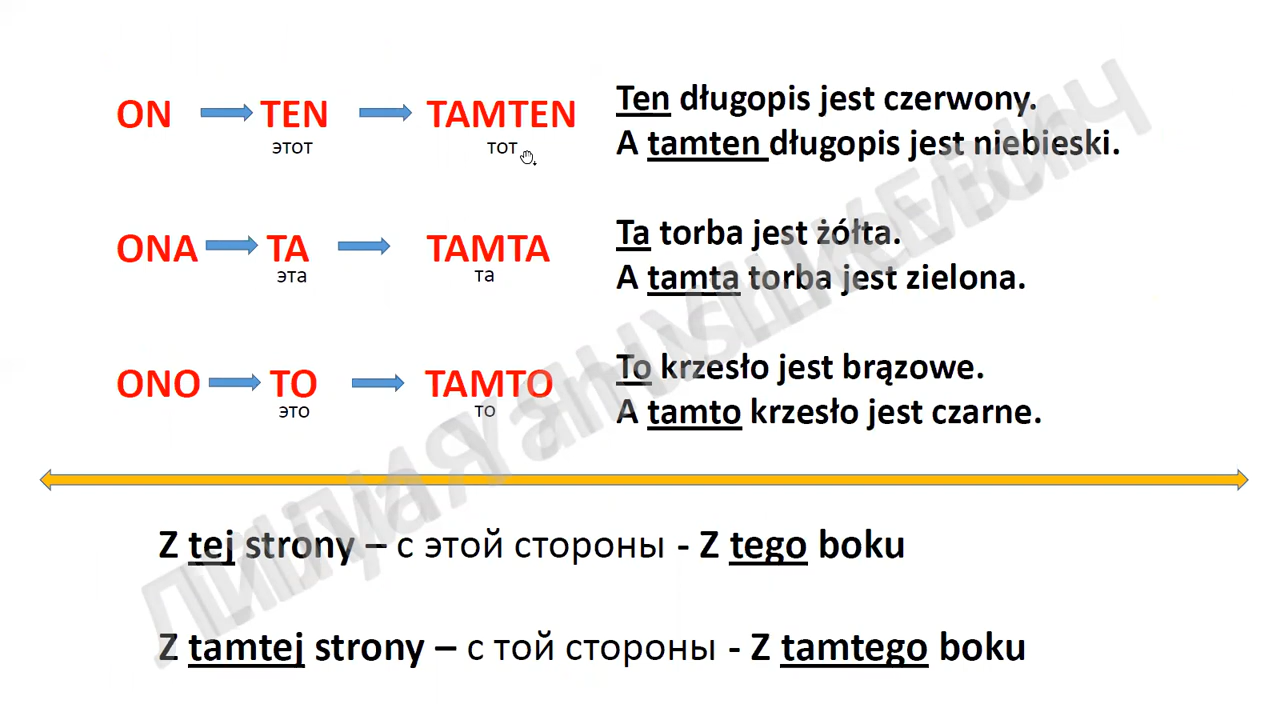 ON TEN TAMTEN
этот тот
Ten długopis jest czerwony.
A tamten długopis jest niebieski.
ONA TA TAMTA
эта та
Ta torba jest żółta.
A tamta torba jest zielona.
ONO TO TAMTO
это то
To krzesło jest brązowe.
A tamto krzesło jest czarne.
Z tej strony – с этой стороны - Z tego boku
Z tamtej strony – с той стороны - Z tamtego boku